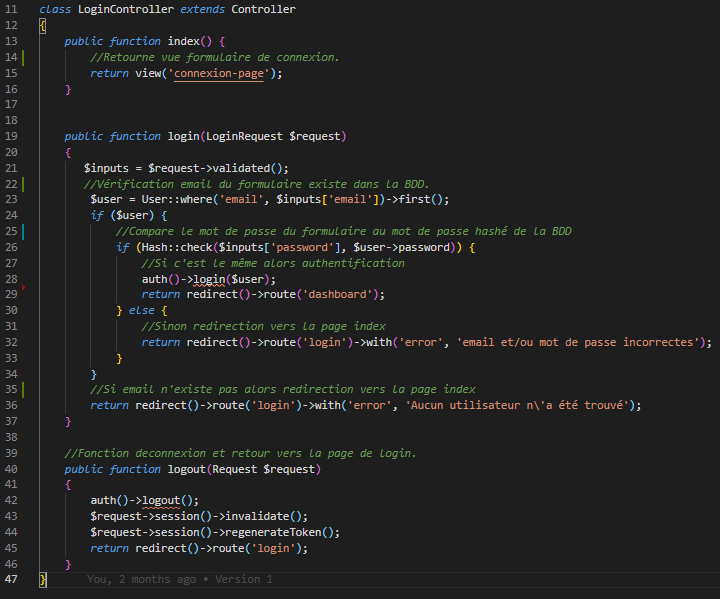 11 class LoginController extends Controller
12 {
13 public function index() {
14 //Retourne vue formulaire de connexion.
15 return view('connexion-page');
16 }
17
18
19 public function login(LoginRequest $request)
20 {
21 $inputs = $request->validated();
22 //Vérification email du formulaire existe dans la BDD.
23 $user = User::where('email', $inputs['email'])->first();
24 if ($user) {
25 //Compare le mot de passe du formulaire au mot de passe hashé de la BDD
26 if (Hash::check($inputs['password'], $user->password)) {
27 //Si c'est le même alors authentification
28 auth()->login($user);
29 return redirect()->route('dashboard');
30 } else {
31 //Sinon redirection vers la page index
32 return redirect()->route('login')->with('error', 'email et/ou mot de passe incorrectes');
33 }
34 }
35 //Si email n'existe pas alors redirection vers la page index
36 return redirect()->route('login')->with('error', 'Aucun utilisateur n\'a été trouvé');
37 }
38
39 //Fonction deconnexion et retour vers la page de login.
40 public function logout(Request $request)
41 {
42 auth()->logout();
43 $request->session()->invalidate();
44 $request->session()->regenerateToken();
45 return redirect()->route('login');
46 }
47 } You, 2 months ago • Version 1